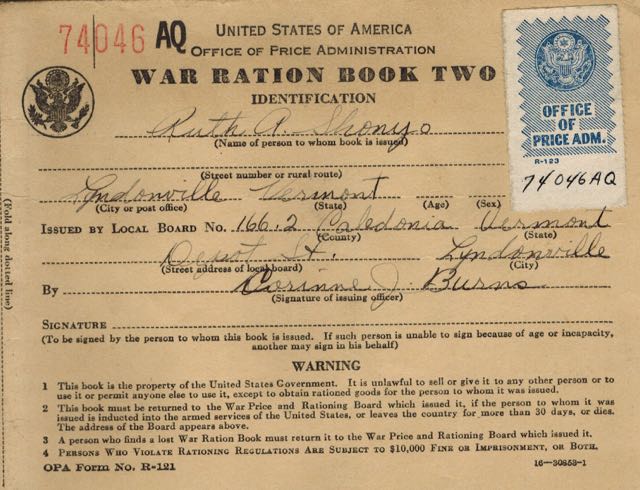 74046 AQ
UNITED STATES OF AMERICA
OFFICE OF PRICE ADMINISTRATION
WAR RATION BOOK TWO
IDENTIFICATION
OFFICE
OF
PRICE ADM.
R-123
74046AQ
Ruth A. Shonyo
(Name of person to whom book is issued)
(Street number or rural route)
Lyndonville Vermont
(City or post office) (State) (Age) (Sex)
ISSUED BY LOCAL BOARD NO. 166.2 Caledonia Vermont
(County) (State)
Depot St. Lyndonville
(Street address of local board) (City)
By Corinne J. Burns
(Signature of issuing officer)
SIGNATURE
(To be signed by the person to whom this book is issued. If such person is unable to sign because of age or incapacity,
another may sign in his behalf)
WARNING
1 This book is the property of the United States Government. It is unlawful to sell or give it to any other person or to
use it or permit anyone else to use it, except to obtain rationed goods for the person to whom it was issued.
2 This book must be returned to the War Price and Rationing Board which issued it, if the person to whom it was
issued is inducted into the armed services of the United States, or leaves the country for more than 30 days, or dies.
The address of the Board appears above.
3 A person who finds a lost War Ration Book must return it to the War Price and Rationing Board which issued it.
4 PERSONS WHO VIOLATE RATIONING REGULATIONS ARE SUBJECT TO $10,000 FINE OR IMPRISONMENT, OR BOTH.
OPA FORM NO. R-121 16—30853-1
(Fold along dotted line)